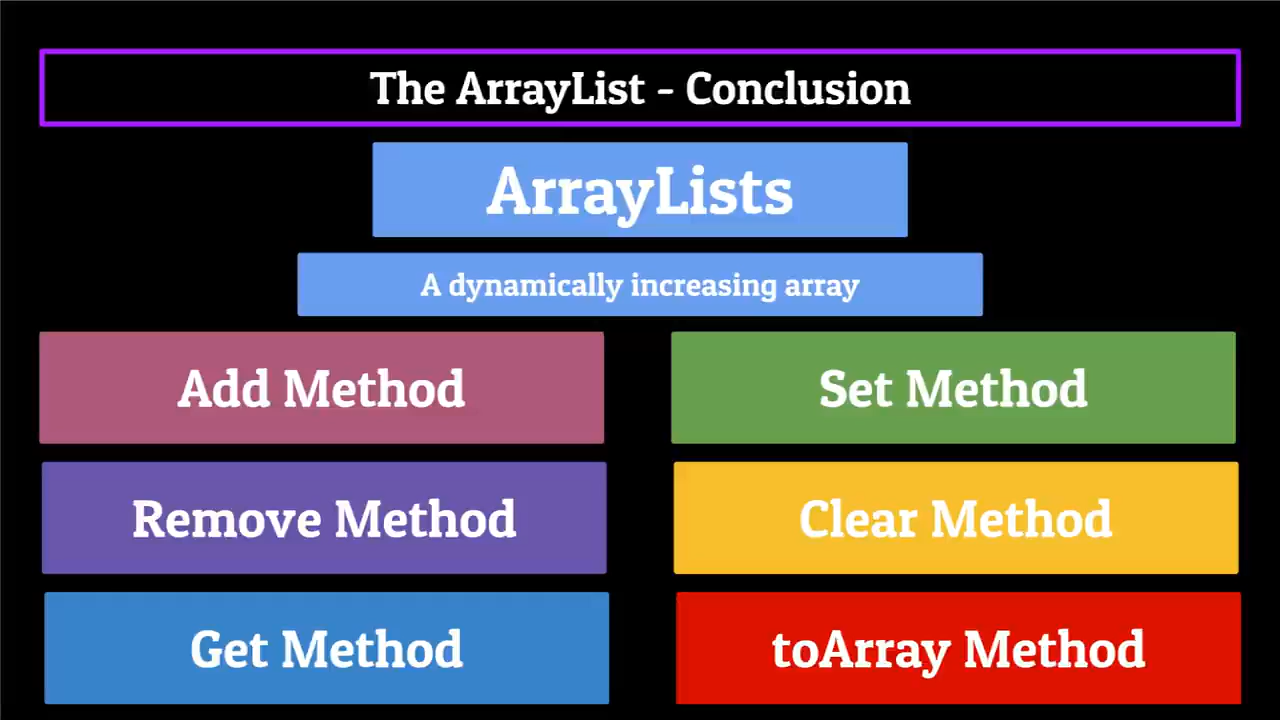 The ArrayList - Conclusion
ArrayLists
A dynamically increasing array
Add Method
Set Method
Remove Method
Clear Method
Get Method
toArray Method